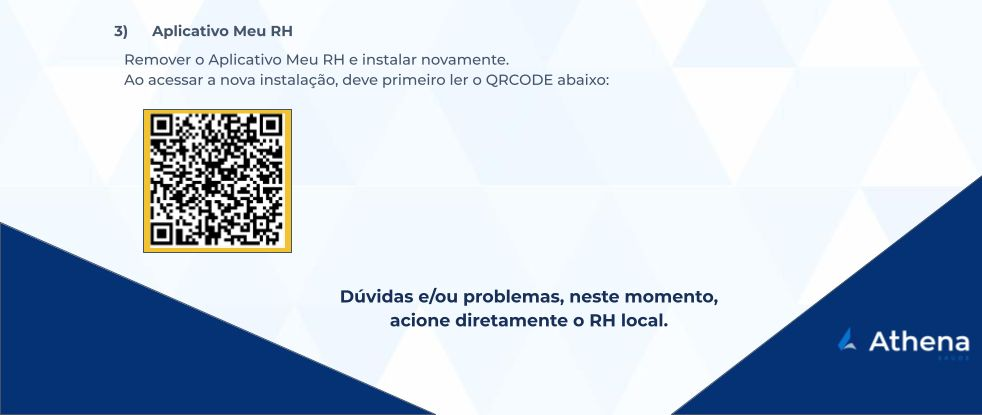 3) Aplicativo Meu RH
Remover o Aplicativo Meu RH e instalar novamente.
Ao acessar a nova instalação, deve primeiro ler o QRCODE abaixo:
Dúvidas e/ou problemas, neste momento,
acione diretamente o RH local.
Athena
SAÚDE